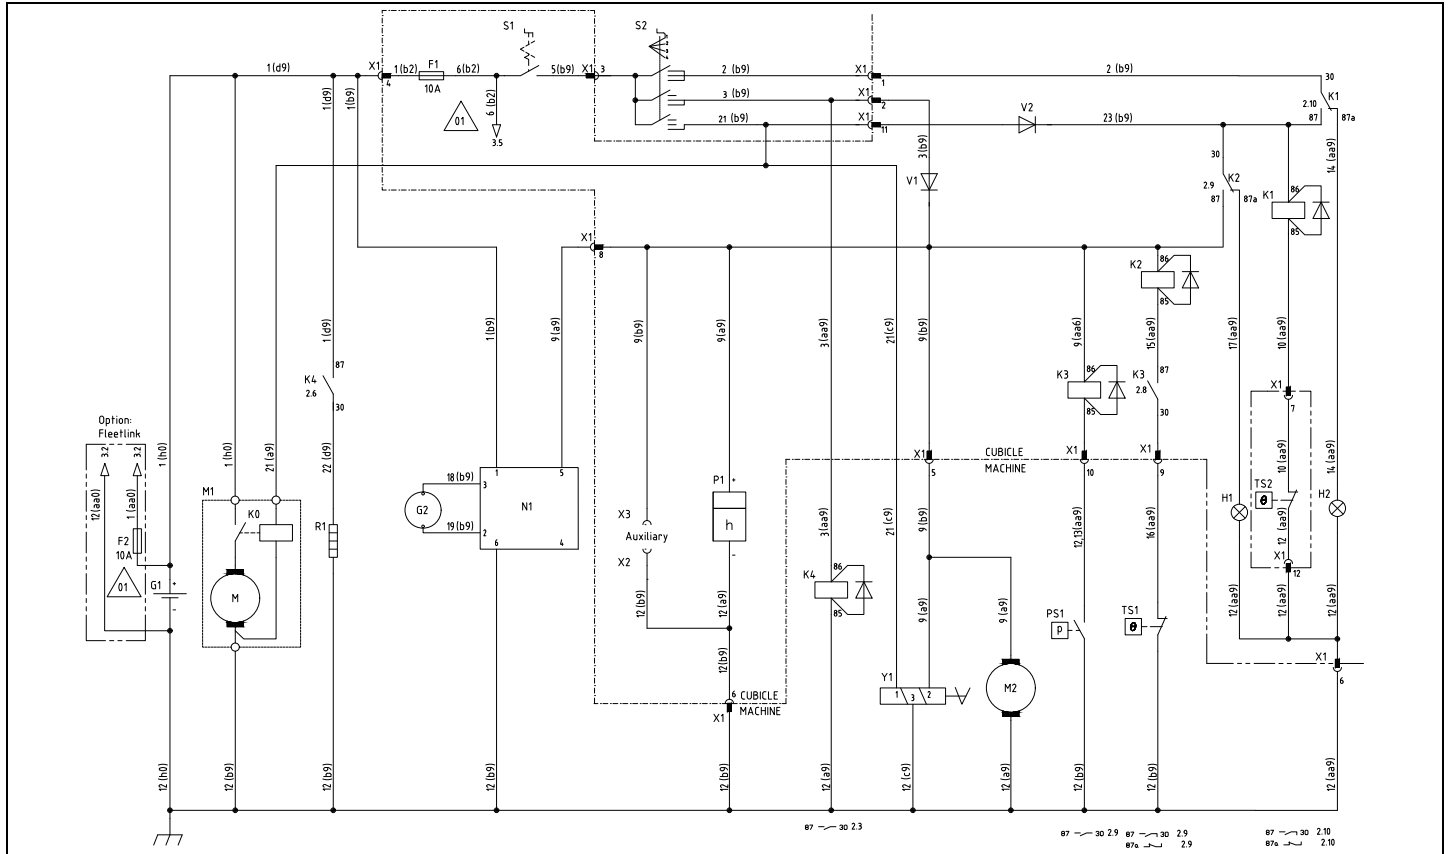 S1
S2
1 (d9)
X1
4
1 (b2)
F1
10A
6 (b2)
5 (b9)
X1
3
2 (b9)
X1
1
2 (b9)
30
K1
2.10
87
87a
3 (b9)
X1
2
21 (b9)
X1
11
V2
23 (b9)
1 (d9)
1 (b9)
01
6 (b2)
3.5
3 (b9)
V1
30
K2
2.9
87
87a
14 (aa9)
K1
86
85
X1
8
K2
86
85
1 (d9)
1 (b9)
9 (a9)
9 (b9)
9 (a9)
3 (aa9)
21 (c9)
9 (b9)
9 (aa6)
15 (aa9)
17 (aa9)
10 (aa9)
87
K4
2.6
30
K3
86
85
87
K3
2.8
30
X1
7
Option:
Fleetlink
3.2
3.2
1 (h0)
1 (h0)
21 (a9)
22 (d9)
X1
5
CUBICLE
MACHINE
X1
10
X1
9
10 (aa9)
14 (aa9)
12 (aa0)
1 (aa0)
M1
K0
18 (b9)
3
1
5
G2
N1
19 (b9)
2
6
4
P1
+
h
-
X3
Auxiliary
X2
F2
10A
R1
3 (aa9)
21 (c9)
9 (b9)
12,13 (aa9)
16 (aa9)
H1
TS2
θ
H2
12 (aa9)
X1
12
01
G1
+
-
M
12 (b9)
12 (a9)
K4
86
85
9 (a9)
9 (a9)
PS1
P
TS1
θ
12 (aa9)
12 (aa9)
12 (aa9)
12 (b9)
6
CUBICLE
MACHINE
X1
Y1
1
3
2
M2
X1
6
12 (h0)
12 (b9)
12 (d9)
12 (b9)
12 (b9)
12 (a9)
12 (c9)
12 (a9)
12 (b9)
12 (b9)
12 (aa9)
87 30 2.3
87 30 2.9
87 30 2.9
87a 2.9
87 30 2.10
87a 2.10